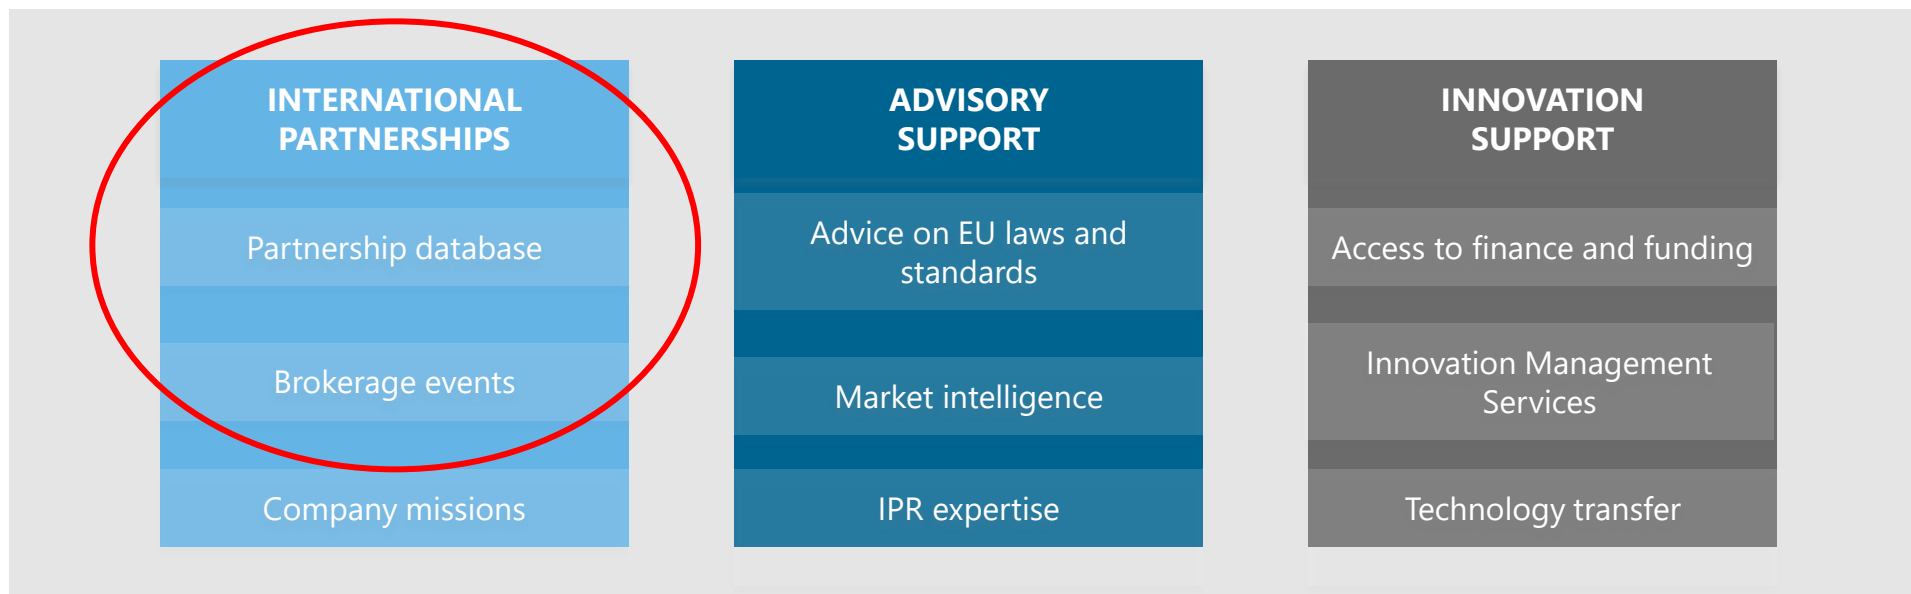 INTERNATIONAL
PARTNERSHIPS
Partnership database
Brokerage events
Company missions
ADVISORY
SUPPORT
Advice on EU laws and
standards
Market intelligence
IPR expertise
INNOVATION
SUPPORT
Access to finance and funding
Innovation Management
Services
Technology transfer